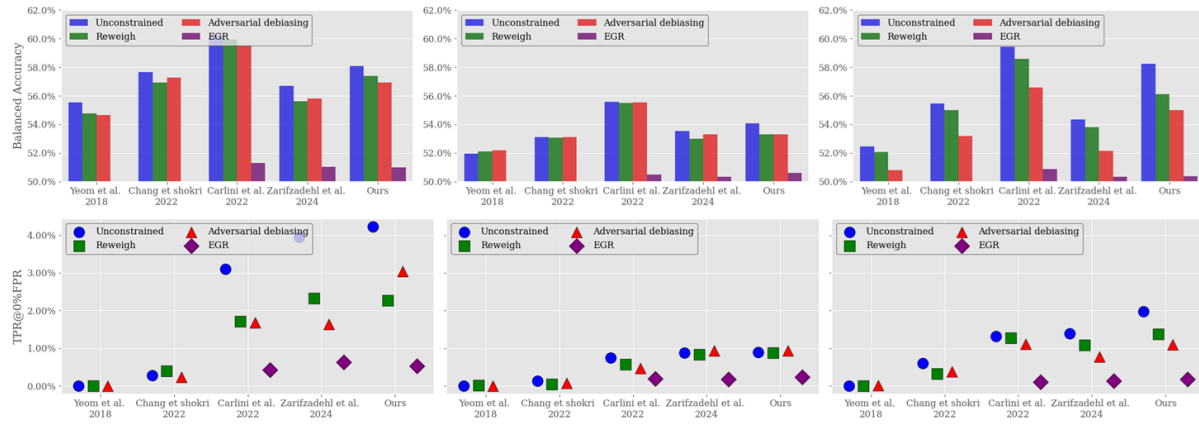 62.0%
60.0%
58.0%
56.0%
54.0%
52.0%
50.0%
Balanced Accuracy
Unconstrained
Reweigh
Adversarial debiasing
EGR
Yeom et al.
2018
Chang et shokri
2022
Carlini et al.
2022
Zarifzadehl et al.
2024
Ours
62.0%
60.0%
58.0%
56.0%
54.0%
52.0%
50.0%
Unconstrained
Reweigh
Adversarial debiasing
EGR
Yeom et al.
2018
Chang et shokri
2022
Carlini et al.
2022
Zarifzadehl et al.
2024
Ours
62.0%
60.0%
58.0%
56.0%
54.0%
52.0%
50.0%
Unconstrained
Reweigh
Adversarial debiasing
EGR
Yeom et al.
2018
Chang et shokri
2022
Carlini et al.
2022
Zarifzadehl et al.
2024
Ours
4.00%
3.00%
2.00%
1.00%
0.00%
TPR@0%FPR
Unconstrained
Reweigh
Adversarial debiasing
EGR
Yeom et al.
2018
Chang et shokri
2022
Carlini et al.
2022
Zarifzadehl et al.
2024
Ours
Unconstrained
Reweigh
Adversarial debiasing
EGR
Yeom et al.
2018
Chang et shokri
2022
Carlini et al.
2022
Zarifzadehl et al.
2024
Ours
Unconstrained
Reweigh
Adversarial debiasing
EGR
Yeom et al.
2018
Chang et shokri
2022
Carlini et al.
2022
Zarifzadehl et al.
2024
Ours